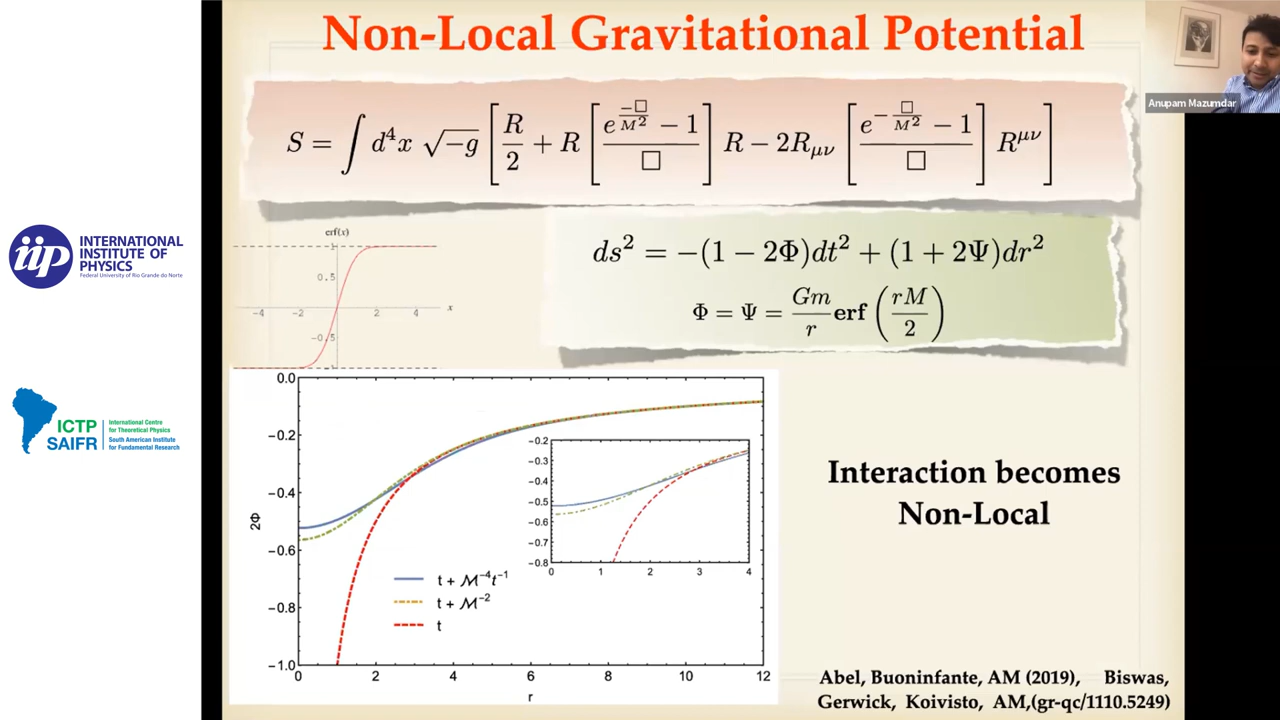 Non-Local Gravitational Potential
Anupam Mazumdar
S = ∫ d⁴x √−g [ R/2 + R [ (e^(−□/M²) − 1)/□ ] R − 2R_μν [ (e^(−□/M²) − 1)/□ ] R^μν ]
iip
INTERNATIONAL
INSTITUTE OF
PHYSICS
Federal University of Rio Grande do Norte
erf(x)
1
0.5
-4 -2 2 4 x
-0.5
ds² = −(1 − 2Φ)dt² + (1 + 2Ψ)dr²
Φ = Ψ = Gm/r erf (rM/2)
ICTP
SAIFR
International Centre
for Theoretical Physics
South American Institute
for Fundamental Research
0.0
-0.2
-0.4
-0.6
-0.8
-1.0
2Φ
0 2 4 6 8 10 12
r
t + M⁻⁴t⁻¹
t + M⁻²
t
-0.2
-0.3
-0.4
-0.5
-0.6
-0.7
-0.8
0 1 2 3 4
Interaction becomes
Non-Local
Abel, Buoninfante, AM (2019), Biswas,
Gerwick, Koivisto, AM,(gr-qc/1110.5249)